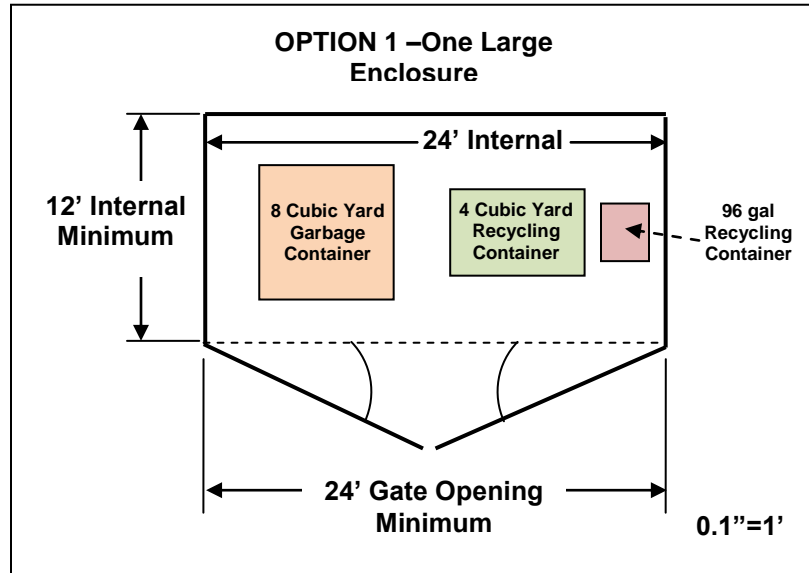 OPTION 1 –One Large
Enclosure
24’ Internal
12’ Internal
Minimum
8 Cubic Yard
Garbage
Container
4 Cubic Yard
Recycling
Container
96 gal
Recycling
Container
24’ Gate Opening
Minimum
0.1”=1’